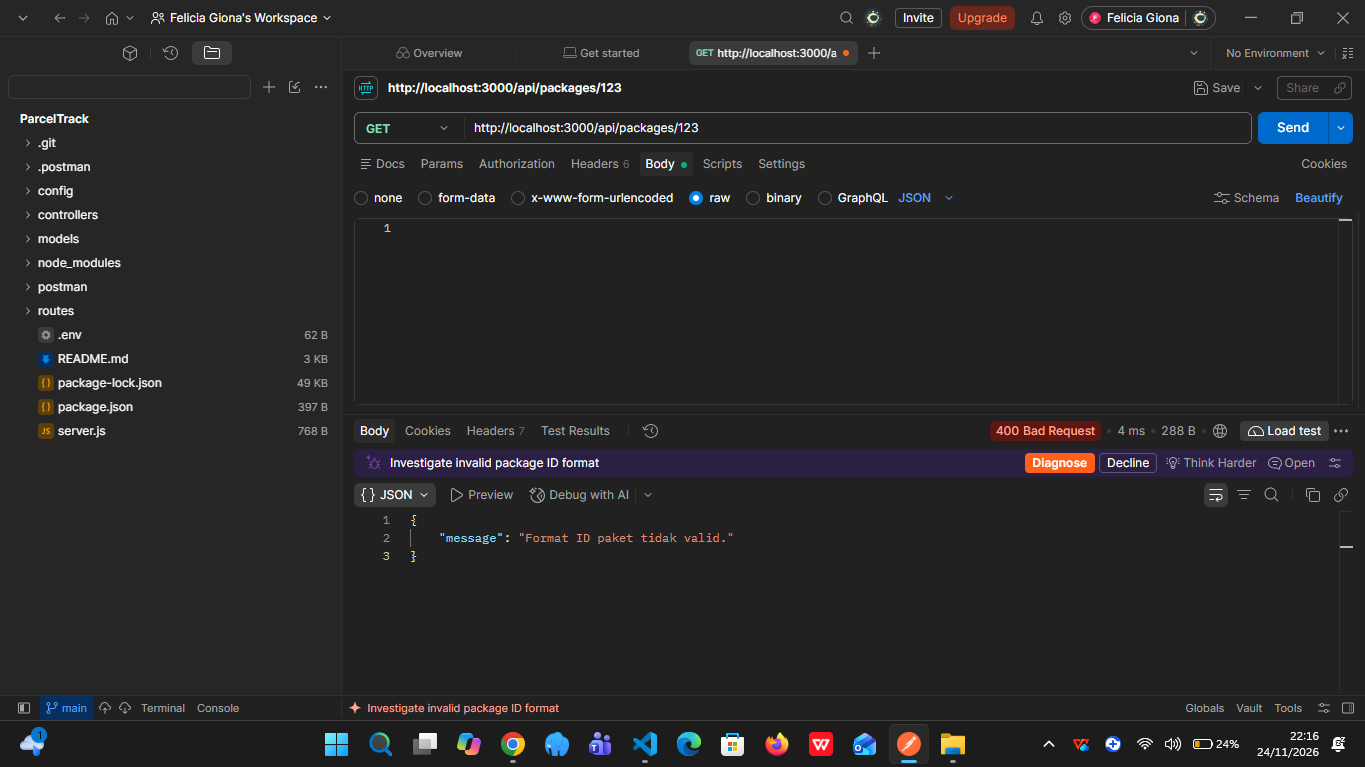 Felicia Giona's Workspace
Invite
Upgrade
Felicia Giona
Overview
Get started
GET http://localhost:3000/a
No Environment
HTTP http://localhost:3000/api/packages/123
Save
Share
ParcelTrack
GET
http://localhost:3000/api/packages/123
Send
.git
Docs
Params
Authorization
Headers 6
Body
Scripts
Settings
Cookies
.postman
config
none
form-data
x-www-form-urlencoded
raw
binary
GraphQL
JSON
Schema
Beautify
controllers
1
models
node_modules
postman
routes
.env 62 B
README.md 3 KB
package-lock.json 49 KB
package.json 397 B
JS server.js 768 B
Body
Cookies
Headers 7
Test Results
400 Bad Request
4 ms
288 B
Load test
Investigate invalid package ID format
Diagnose
Decline
Think Harder
Open
{} JSON
Preview
Debug with AI
1 {
2 "message": "Format ID paket tidak valid."
3 }
main
Terminal
Console
Investigate invalid package ID format
Globals
Vault
Tools
1
24%
22:16
24/11/2026